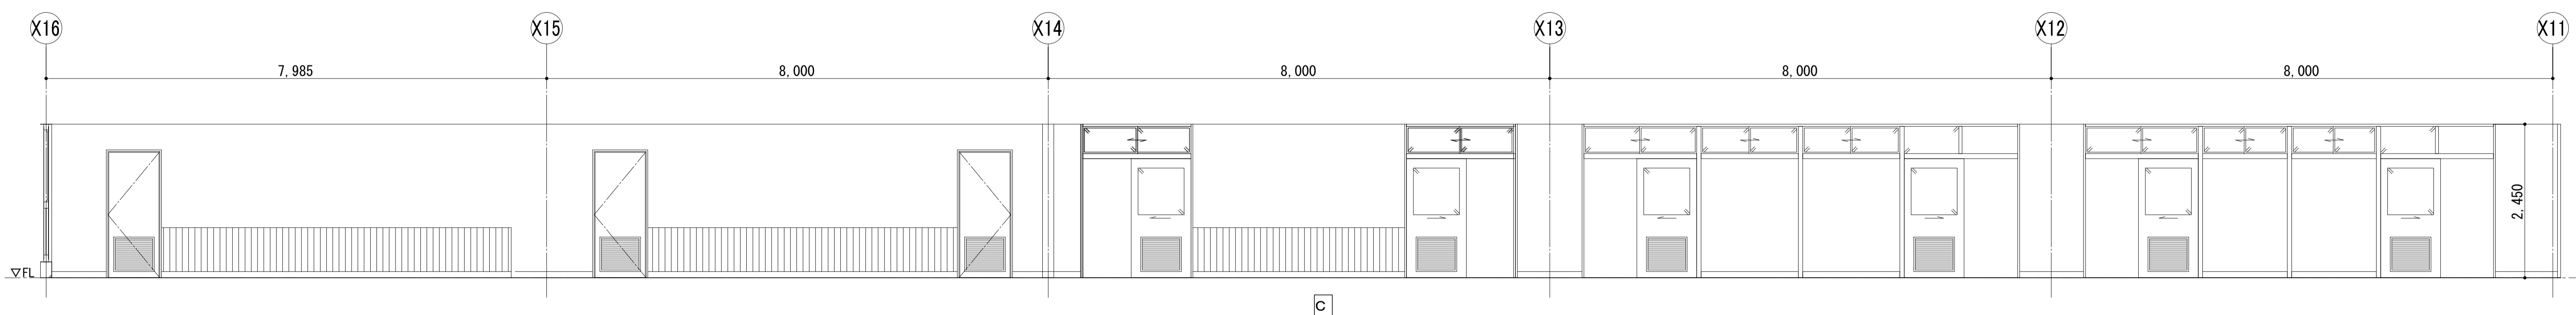 X16 X15 X14 X13 X12 X11
7,985 8,000 8,000 8,000 8,000
2,450
▽FL
C